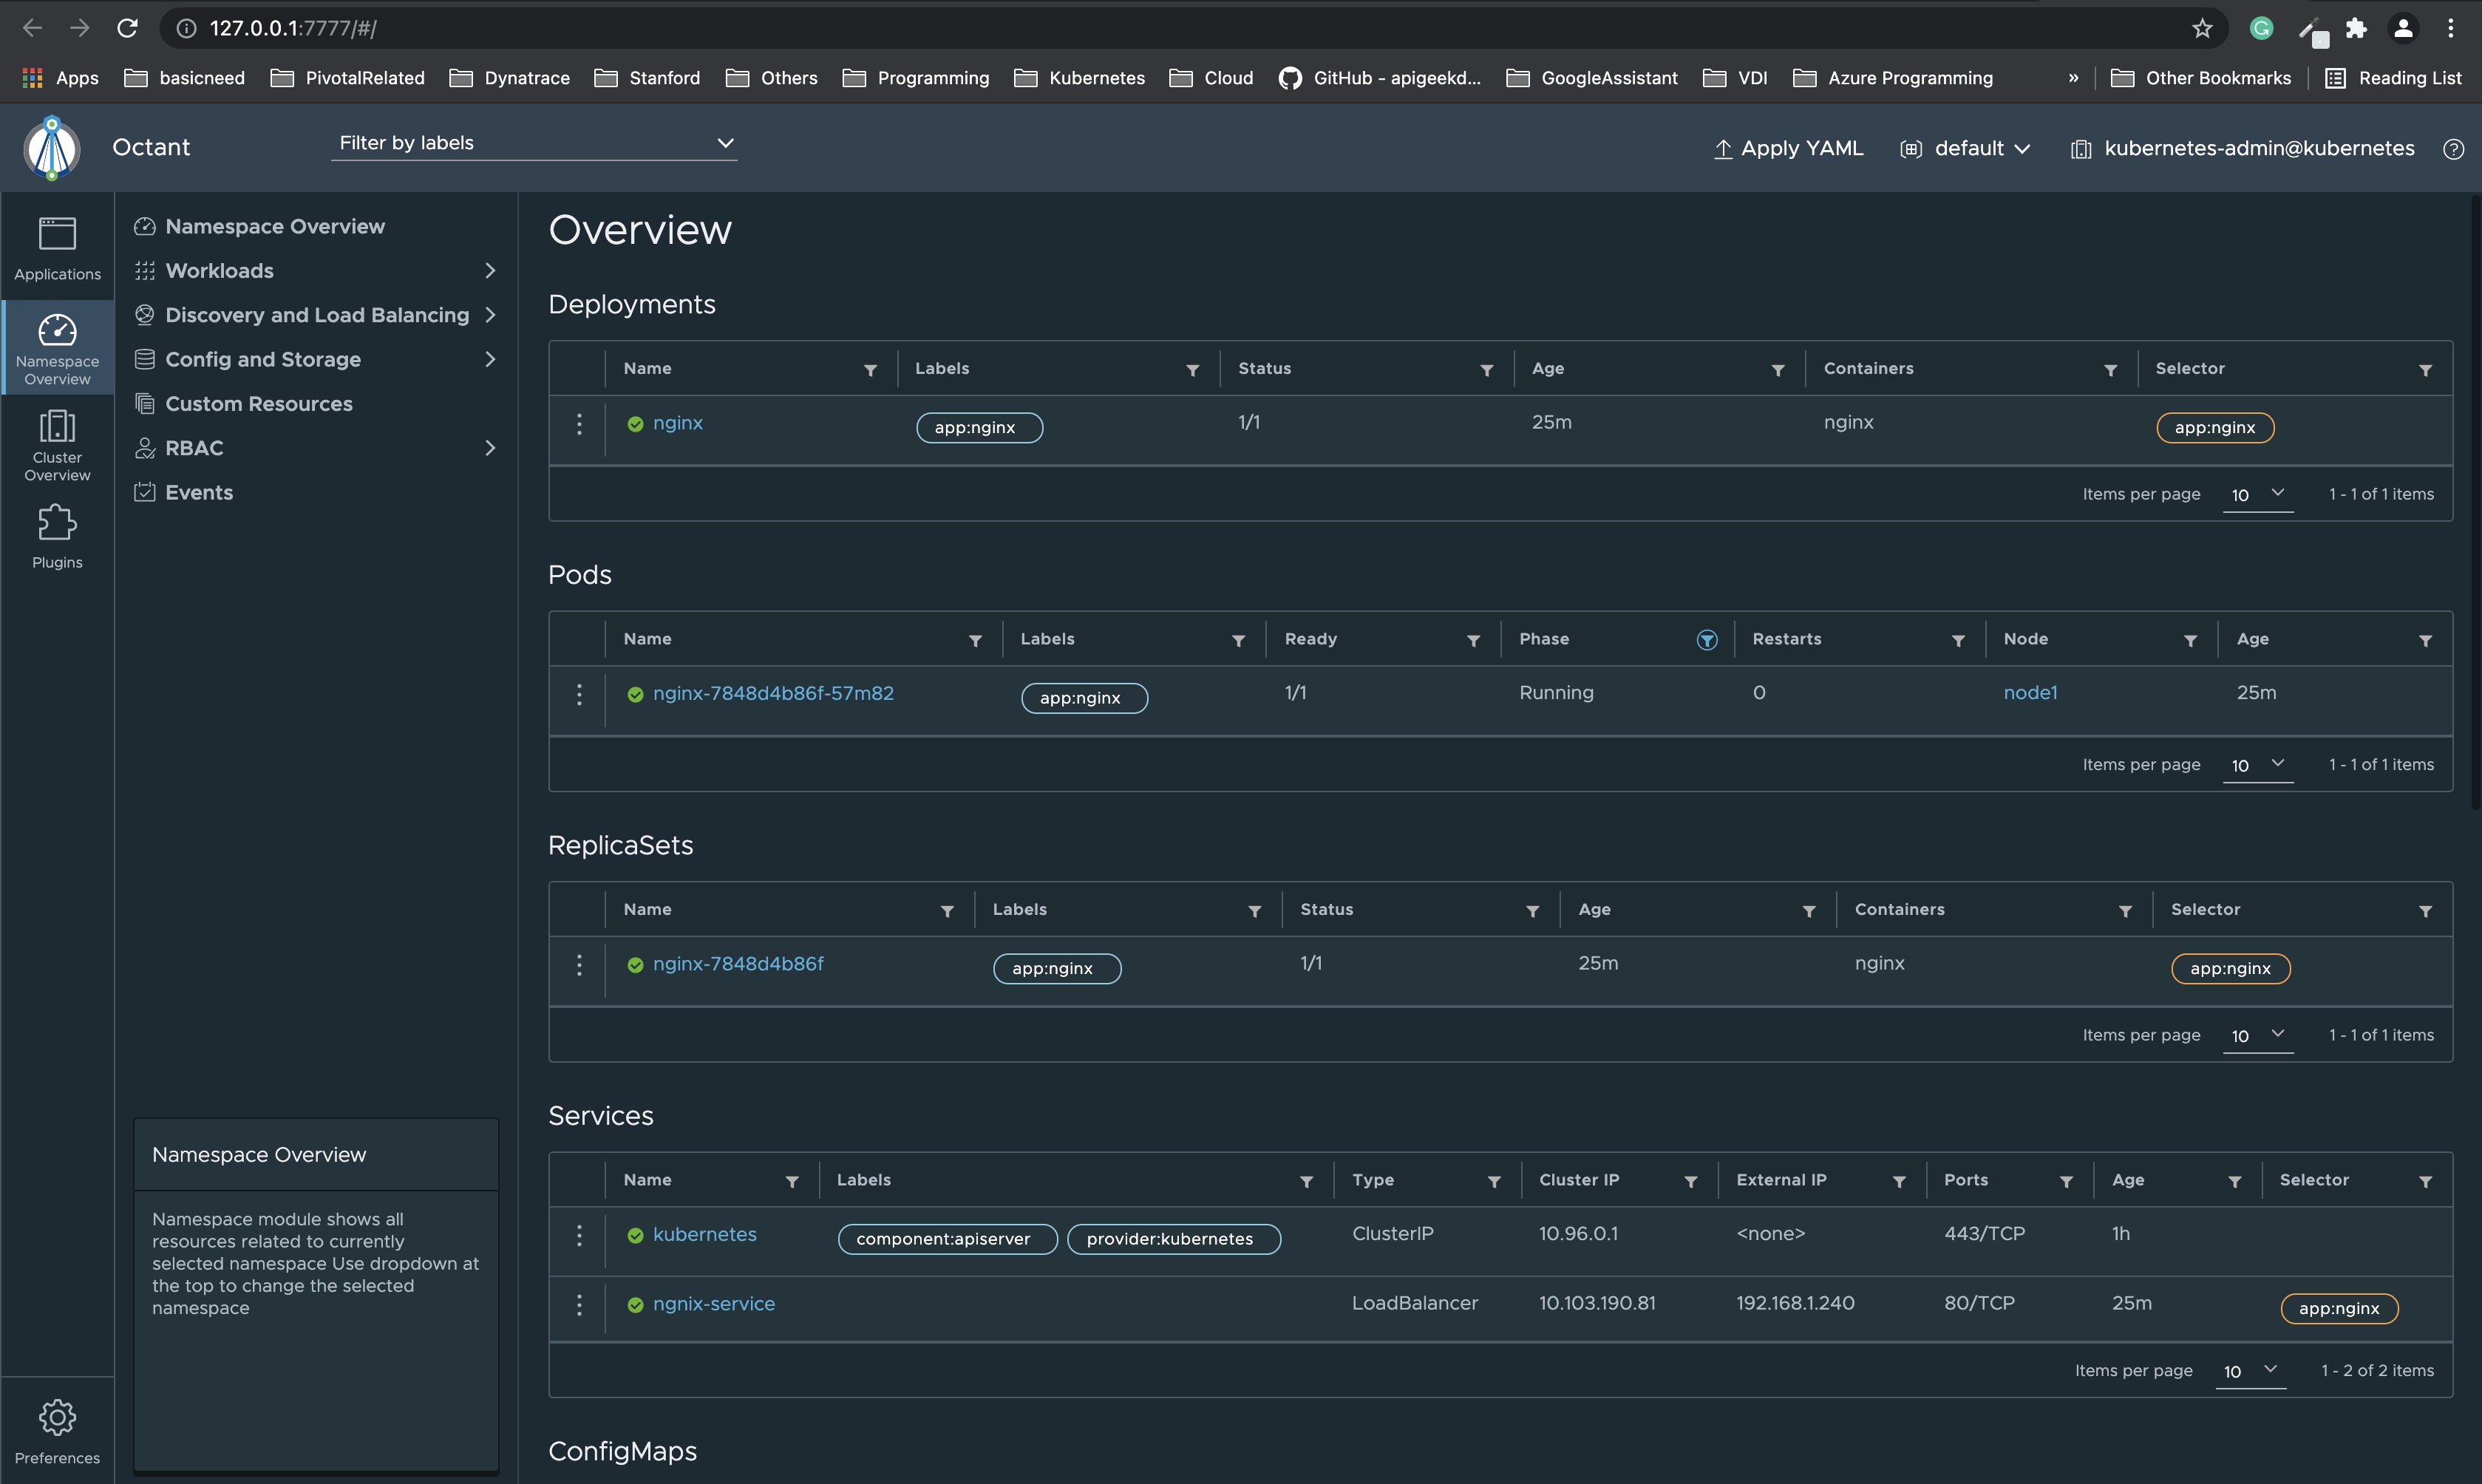 127.0.0.1:7777/#/
Apps basicneed PivotalRelated Dynatrace Stanford Others Programming Kubernetes Cloud GitHub - apigeekd... GoogleAssistant VDI Azure Programming » Other Bookmarks Reading List
Octant Filter by labels Apply YAML default kubernetes-admin@kubernetes
Applications
Namespace
Overview
Cluster
Overview
Plugins
Preferences
Namespace Overview
Workloads
Discovery and Load Balancing
Config and Storage
Custom Resources
RBAC
Events
Namespace Overview
Namespace module shows all
resources related to currently
selected namespace Use dropdown at
the top to change the selected
namespace
Overview
Deployments
Name Labels Status Age Containers Selector
nginx app:nginx 1/1 25m nginx app:nginx
Items per page 10 1 - 1 of 1 items
Pods
Name Labels Ready Phase Restarts Node Age
nginx-7848d4b86f-57m82 app:nginx 1/1 Running 0 node1 25m
Items per page 10 1 - 1 of 1 items
ReplicaSets
Name Labels Status Age Containers Selector
nginx-7848d4b86f app:nginx 1/1 25m nginx app:nginx
Items per page 10 1 - 1 of 1 items
Services
Name Labels Type Cluster IP External IP Ports Age Selector
kubernetes component:apiserver provider:kubernetes ClusterIP 10.96.0.1 <none> 443/TCP 1h
ngnix-service LoadBalancer 10.103.190.81 192.168.1.240 80/TCP 25m app:nginx
Items per page 10 1 - 2 of 2 items
ConfigMaps